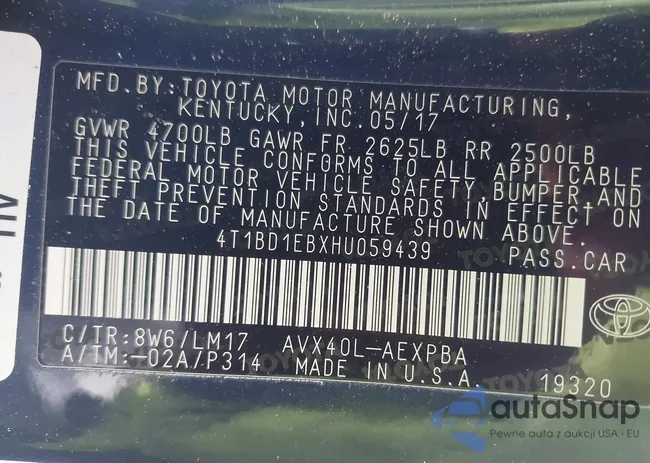 MFD. BY: TOYOTA MOTOR MANUFACTURING,
KENTUCKY, INC. 05/17
GVWR 4700LB GAWR FR 2625LB RR 2500LB
THIS VEHICLE CONFORMS TO ALL APPLICABLE
FEDERAL MOTOR VEHICLE SAFETY, BUMPER, AND
THEFT PREVENTION STANDARDS IN EFFECT ON
THE DATE OF MANUFACTURE SHOWN ABOVE.
4T1BD1EBXHU059439 PASS. CAR
C/TR: 8W6/LM17 AVX40L-AEXPBA
A/TM: -02A/P314 MADE IN U.S.A. 19320
autaSnap
Pewne auta z aukcji USA i EU